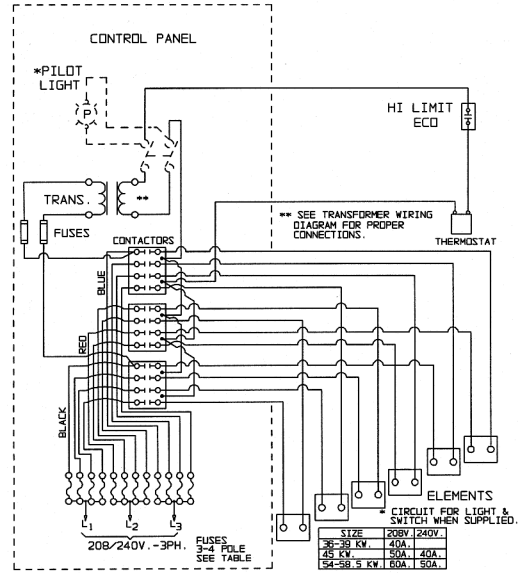 CONTROL PANEL
*PILOT
LIGHT
P
HI LIMIT
ECO
TRANS.
**
FUSES
** SEE TRANSFORMER WIRING
DIAGRAM FOR PROPER
CONNECTIONS.
THERMOSTAT
CONTACTORS
BLUE
RED
BLACK
ELEMENTS
* CIRCUIT FOR LIGHT &
SWITCH WHEN SUPPLIED.
L1 L2 L3
208/240V.-3PH.
FUSES
3-4 POLE
SEE TABLE
SIZE 208V. 240V.
36-39 KW. 40A.
45 KW. 50A. 40A.
54-58.5 KW. 60A. 50A.